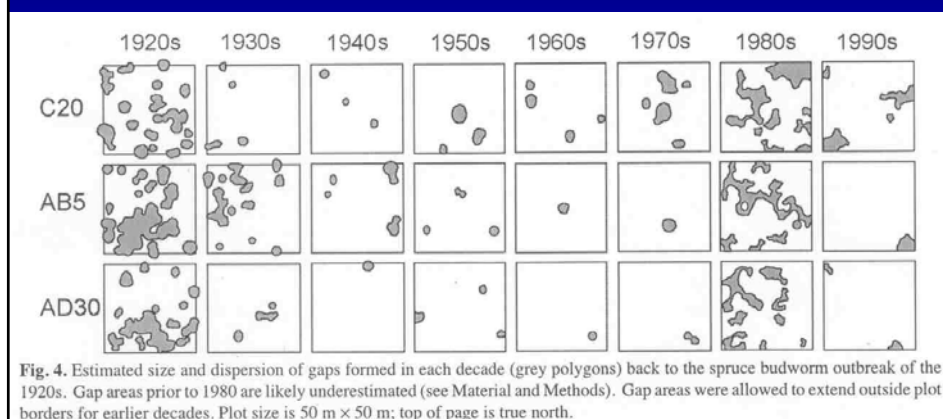 1920s 1930s 1940s 1950s 1960s 1970s 1980s 1990s
C20
AB5
AD30
Fig. 4. Estimated size and dispersion of gaps formed in each decade (grey polygons) back to the spruce budworm outbreak of the
1920s. Gap areas prior to 1980 are likely underestimated (see Material and Methods). Gap areas were allowed to extend outside plot
borders for earlier decades. Plot size is 50 m × 50 m; top of page is true north.